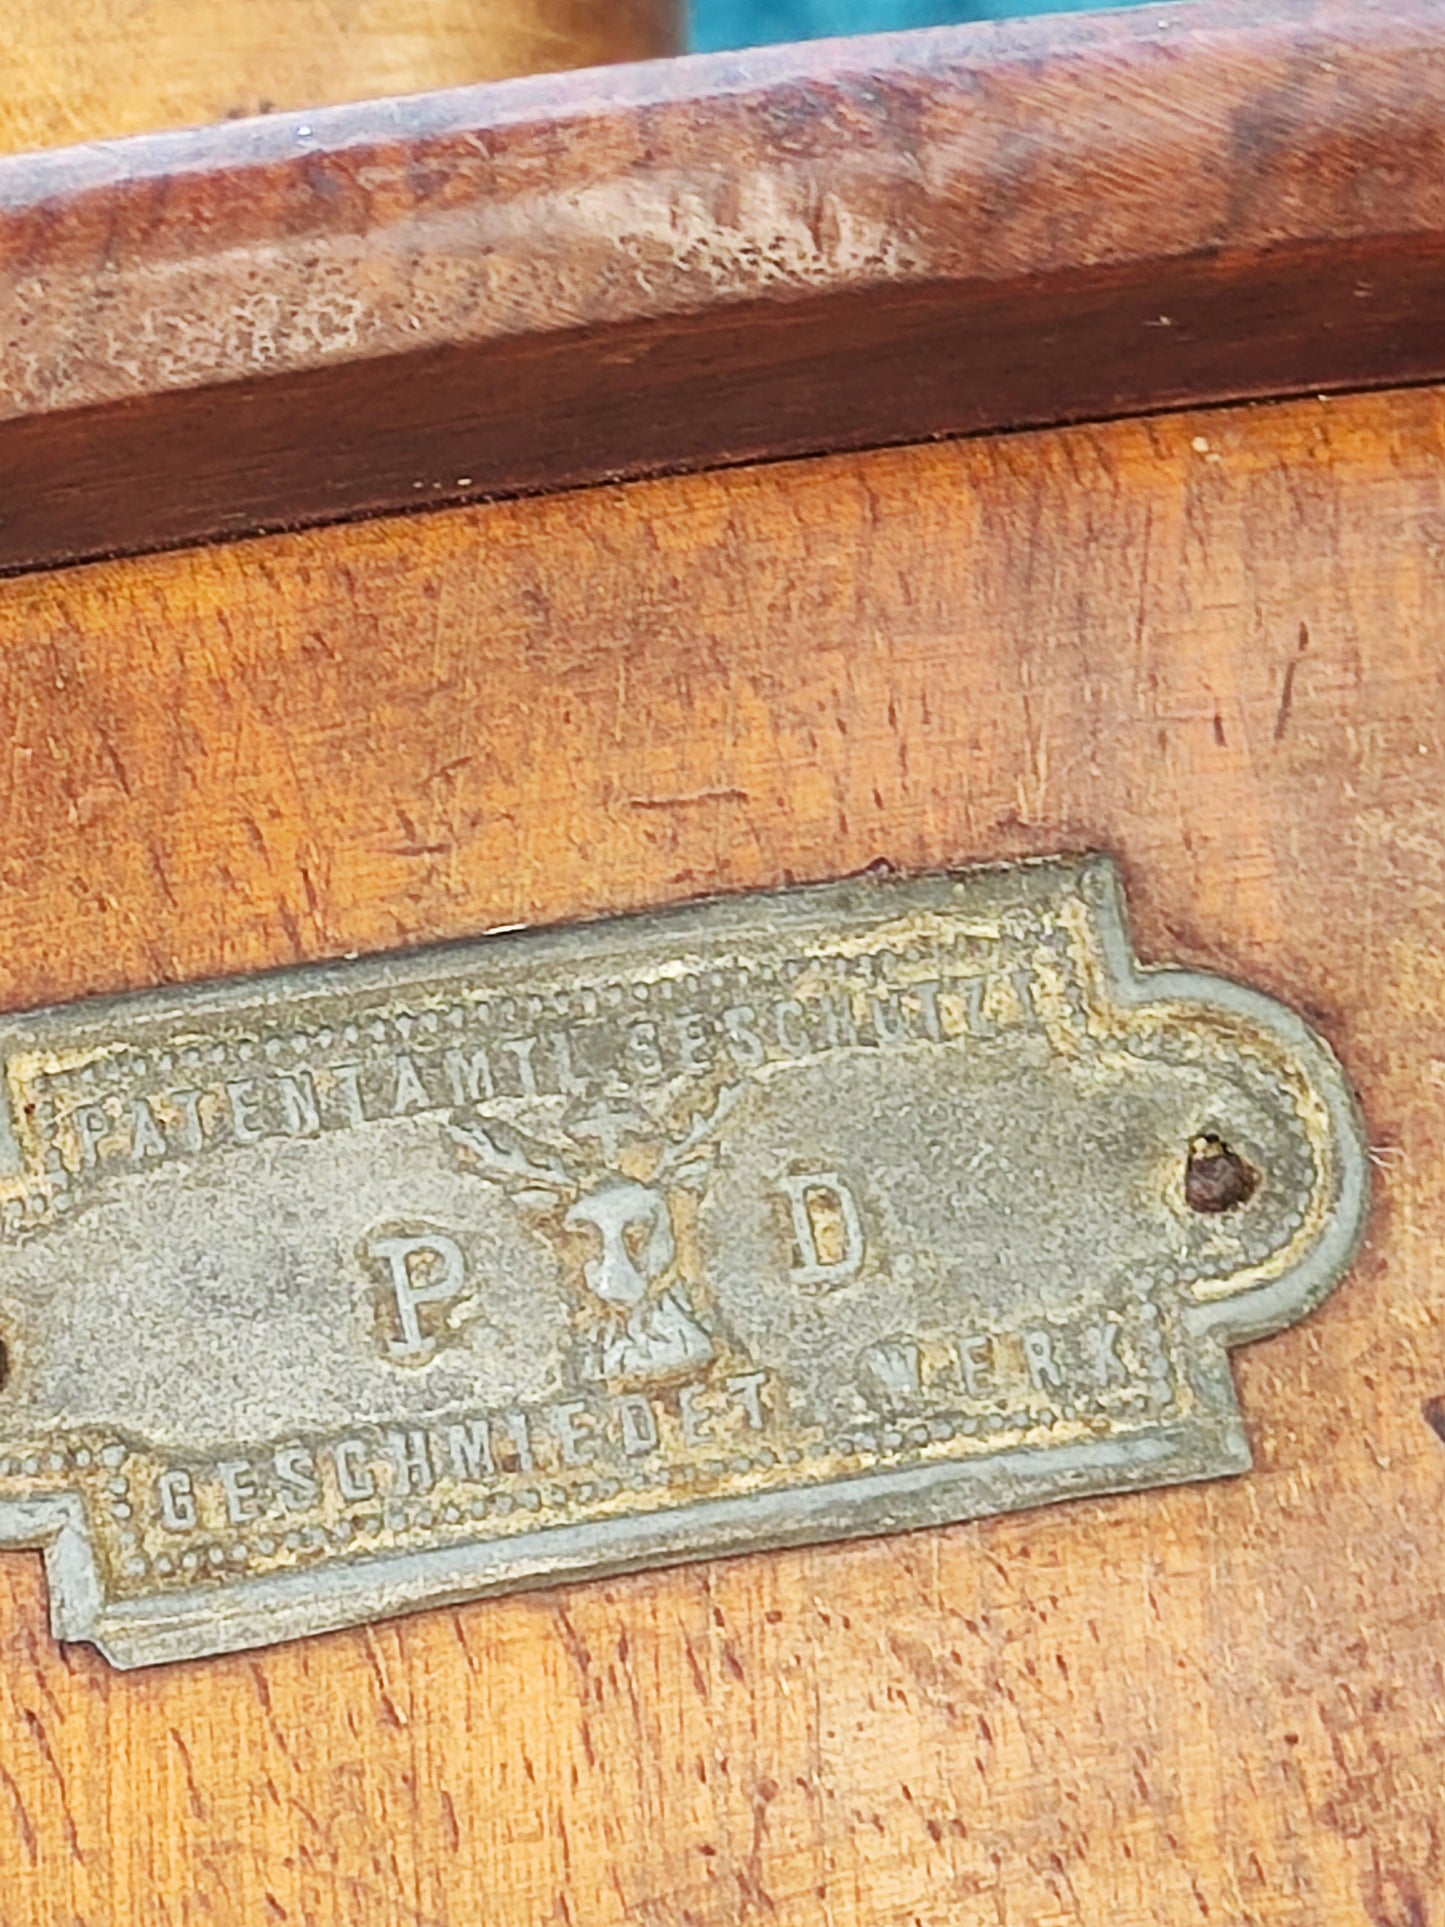 PATENTAMTL. GESCHÜTZT.
P D.
GESCHMIEDET WERK.